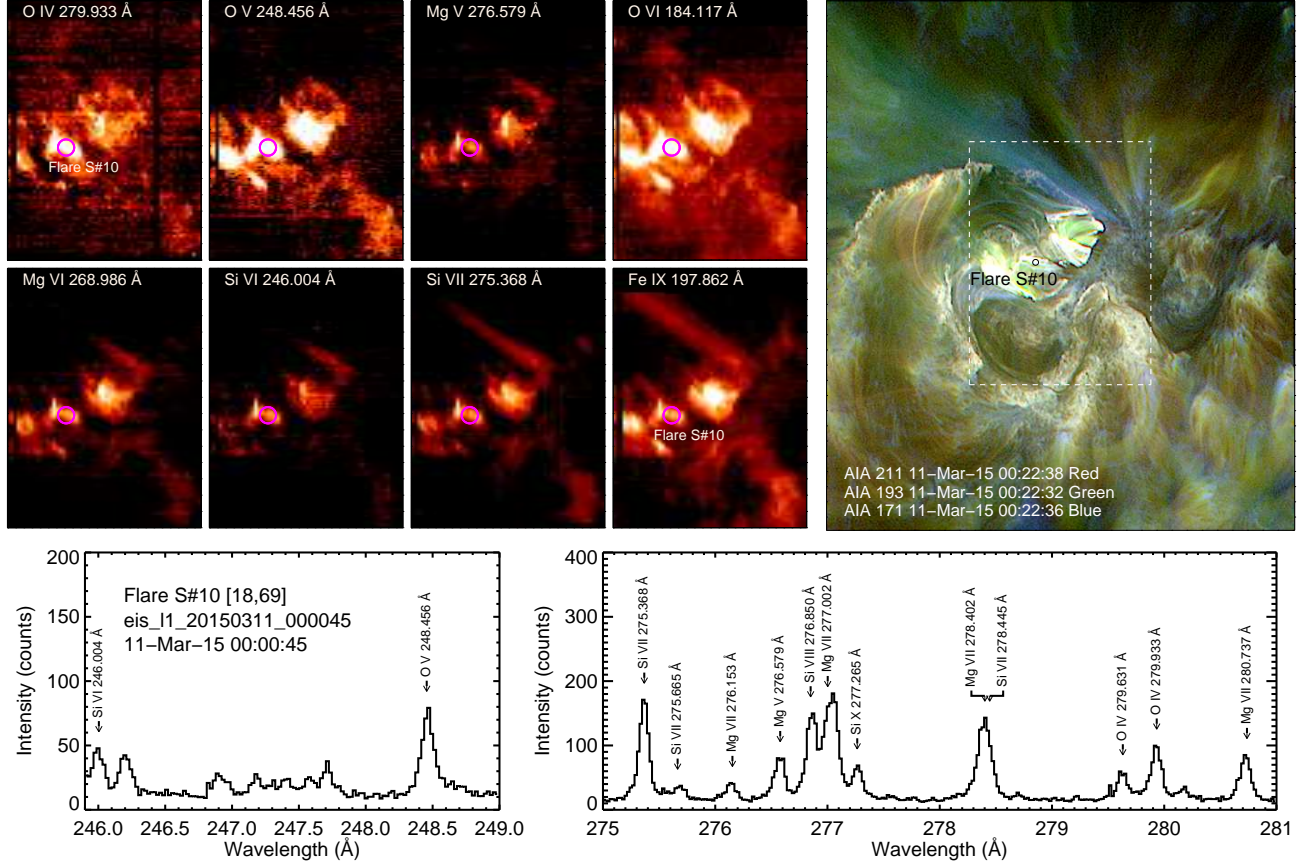 O IV 279.933 Å
O V 248.456 Å
Mg V 276.579 Å
O VI 184.117 Å
Flare S#10
Mg VI 268.986 Å
Si VI 246.004 Å
Si VII 275.368 Å
Fe IX 197.862 Å
Flare S#10
Flare S#10
AIA 211 11−Mar−15 00:22:38 Red
AIA 193 11−Mar−15 00:22:32 Green
AIA 171 11−Mar−15 00:22:36 Blue
Intensity (counts)
200
150
100
50
0
Flare S#10 [18,69]
eis_l1_20150311_000045
11−Mar−15 00:00:45
Si VI 246.004 Å
O V 248.456 Å
246.0 246.5 247.0 247.5 248.0 248.5 249.0
Wavelength (Å)
Intensity (counts)
400
300
200
100
0
Si VII 275.368 Å
Si VII 275.665 Å
Mg VII 276.153 Å
Mg V 276.579 Å
Si VIII 276.850 Å
Mg VII 277.002 Å
Si X 277.265 Å
Mg VII 278.402 Å
Si VII 278.445 Å
O IV 279.631 Å
O IV 279.933 Å
Mg VII 280.737 Å
275 276 277 278 279 280 281
Wavelength (Å)